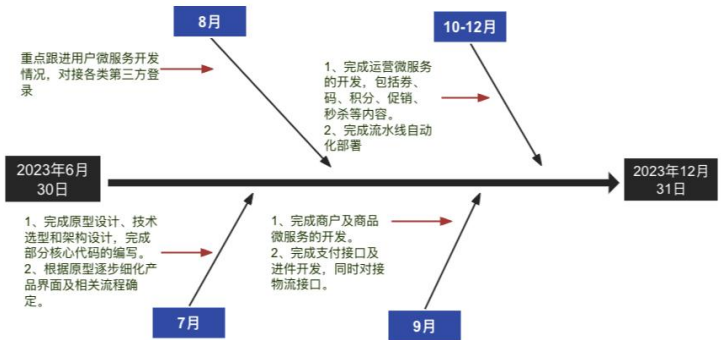 8月
重点跟进用户微服务开发
情况，对接各类第三方登
录
10-12月
1、完成运营微服务
的开发，包括券、
码、积分、促销、
秒杀等内容。
2、完成流水线自动
化部署
2023年6月
30日
2023年12月
31日
1、完成原型设计、技术
选型和架构设计，完成
部分核心代码的编写。
2、根据原型逐步细化产
品界面及相关流程确
定。
7月
1、完成商户及商品
微服务的开发。
2、完成支付接口及
进件开发，同时对接
物流接口。
9月